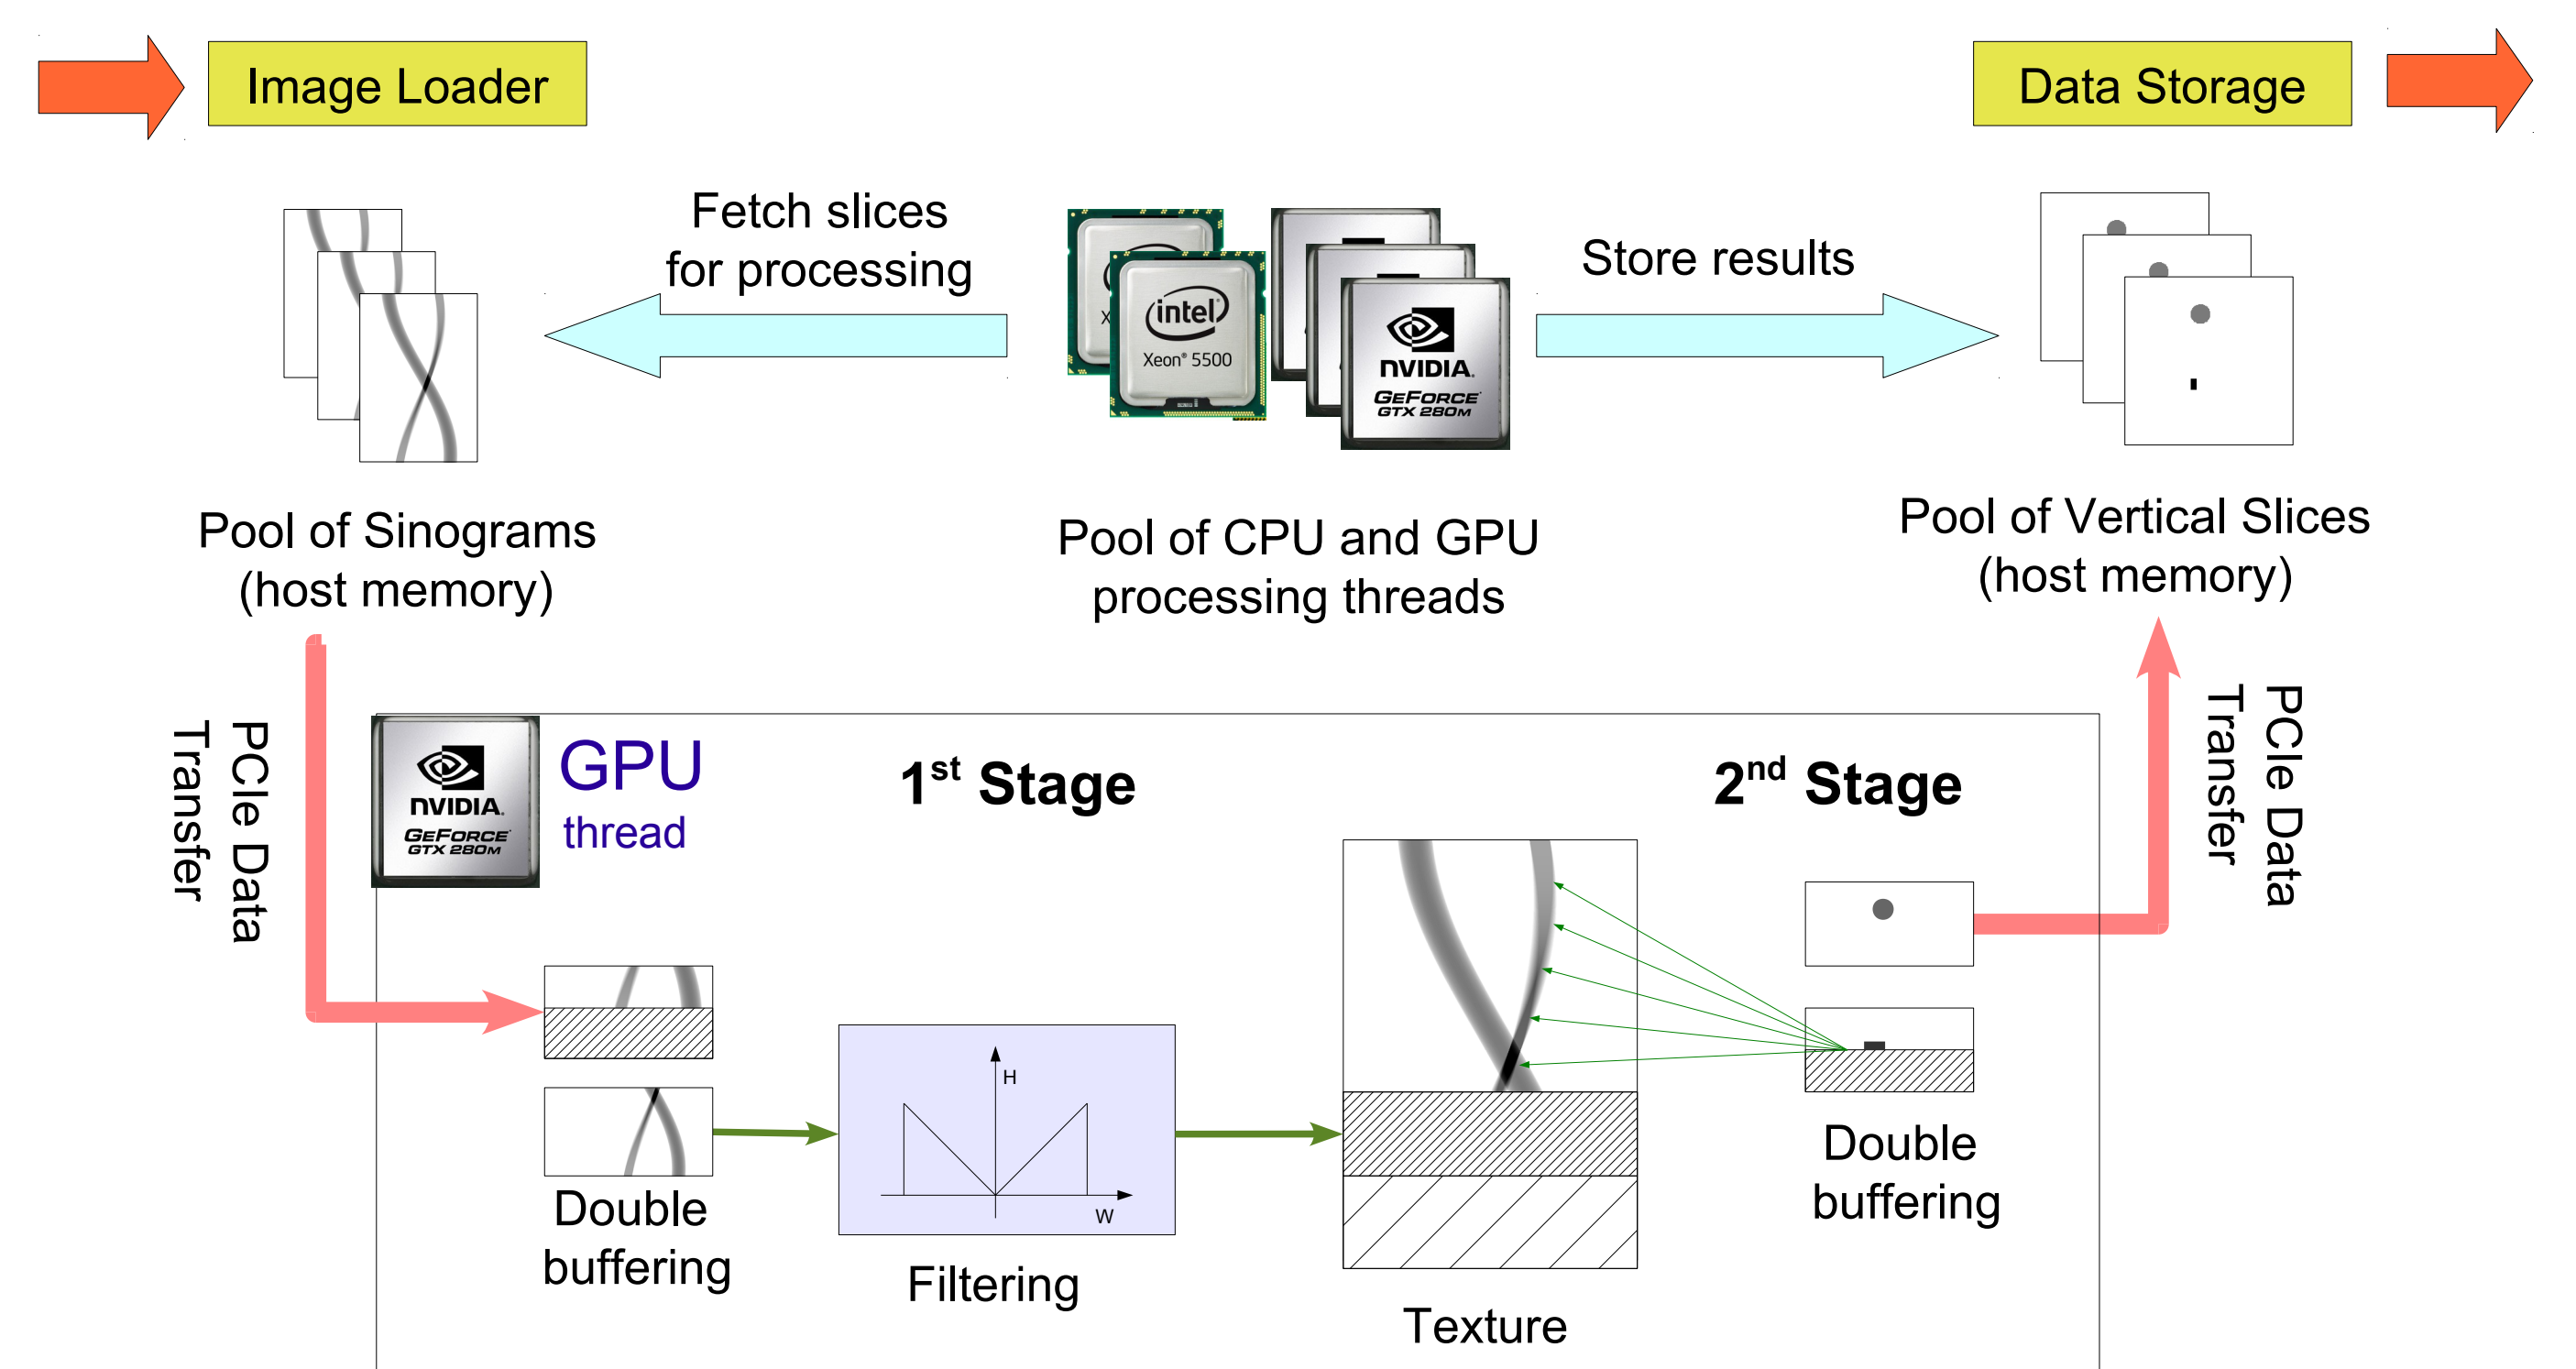 Image Loader
Data Storage
Fetch slices
for processing
Store results
X
intel
Xeon® 5500
NVIDIA.
GEFORCE
GTX 280M
Pool of Sinograms
(host memory)
Pool of CPU and GPU
processing threads
Pool of Vertical Slices
(host memory)
PCIe Data
Transfer
NVIDIA.
GEFORCE
GTX 280M
GPU
thread
1st Stage
2nd Stage
PCIe Data
Transfer
H
W
Double
buffering
Filtering
Texture
Double
buffering